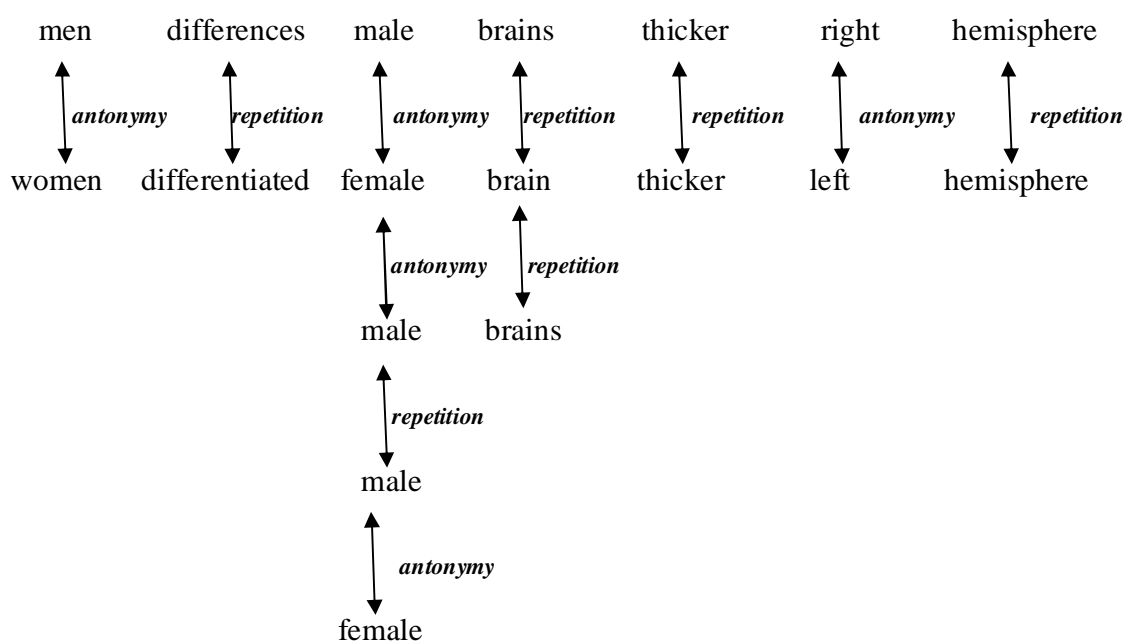 men differences male brains thicker right hemisphere
antonymy repetition antonymy repetition repetition antonymy repetition
women differentiated female brain thicker left hemisphere
antonymy repetition
male brains
repetition
male
antonymy
female